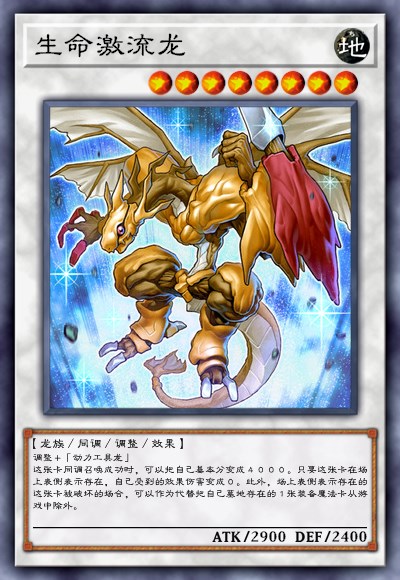 生命激流龙
地
【龙族／同调／调整／效果】
调整＋「动力工具龙」
这张卡同调召唤成功时，可以把自己基本分变成４０００。只要这张卡在场
上表侧表示存在，自己受到的效果伤害变成０。此外，场上表侧表示存在的
这张卡被破坏的场合，可以作为代替把自己墓地存在的１张装备魔法卡从游
戏中除外。
ATK/2900 DEF/2400